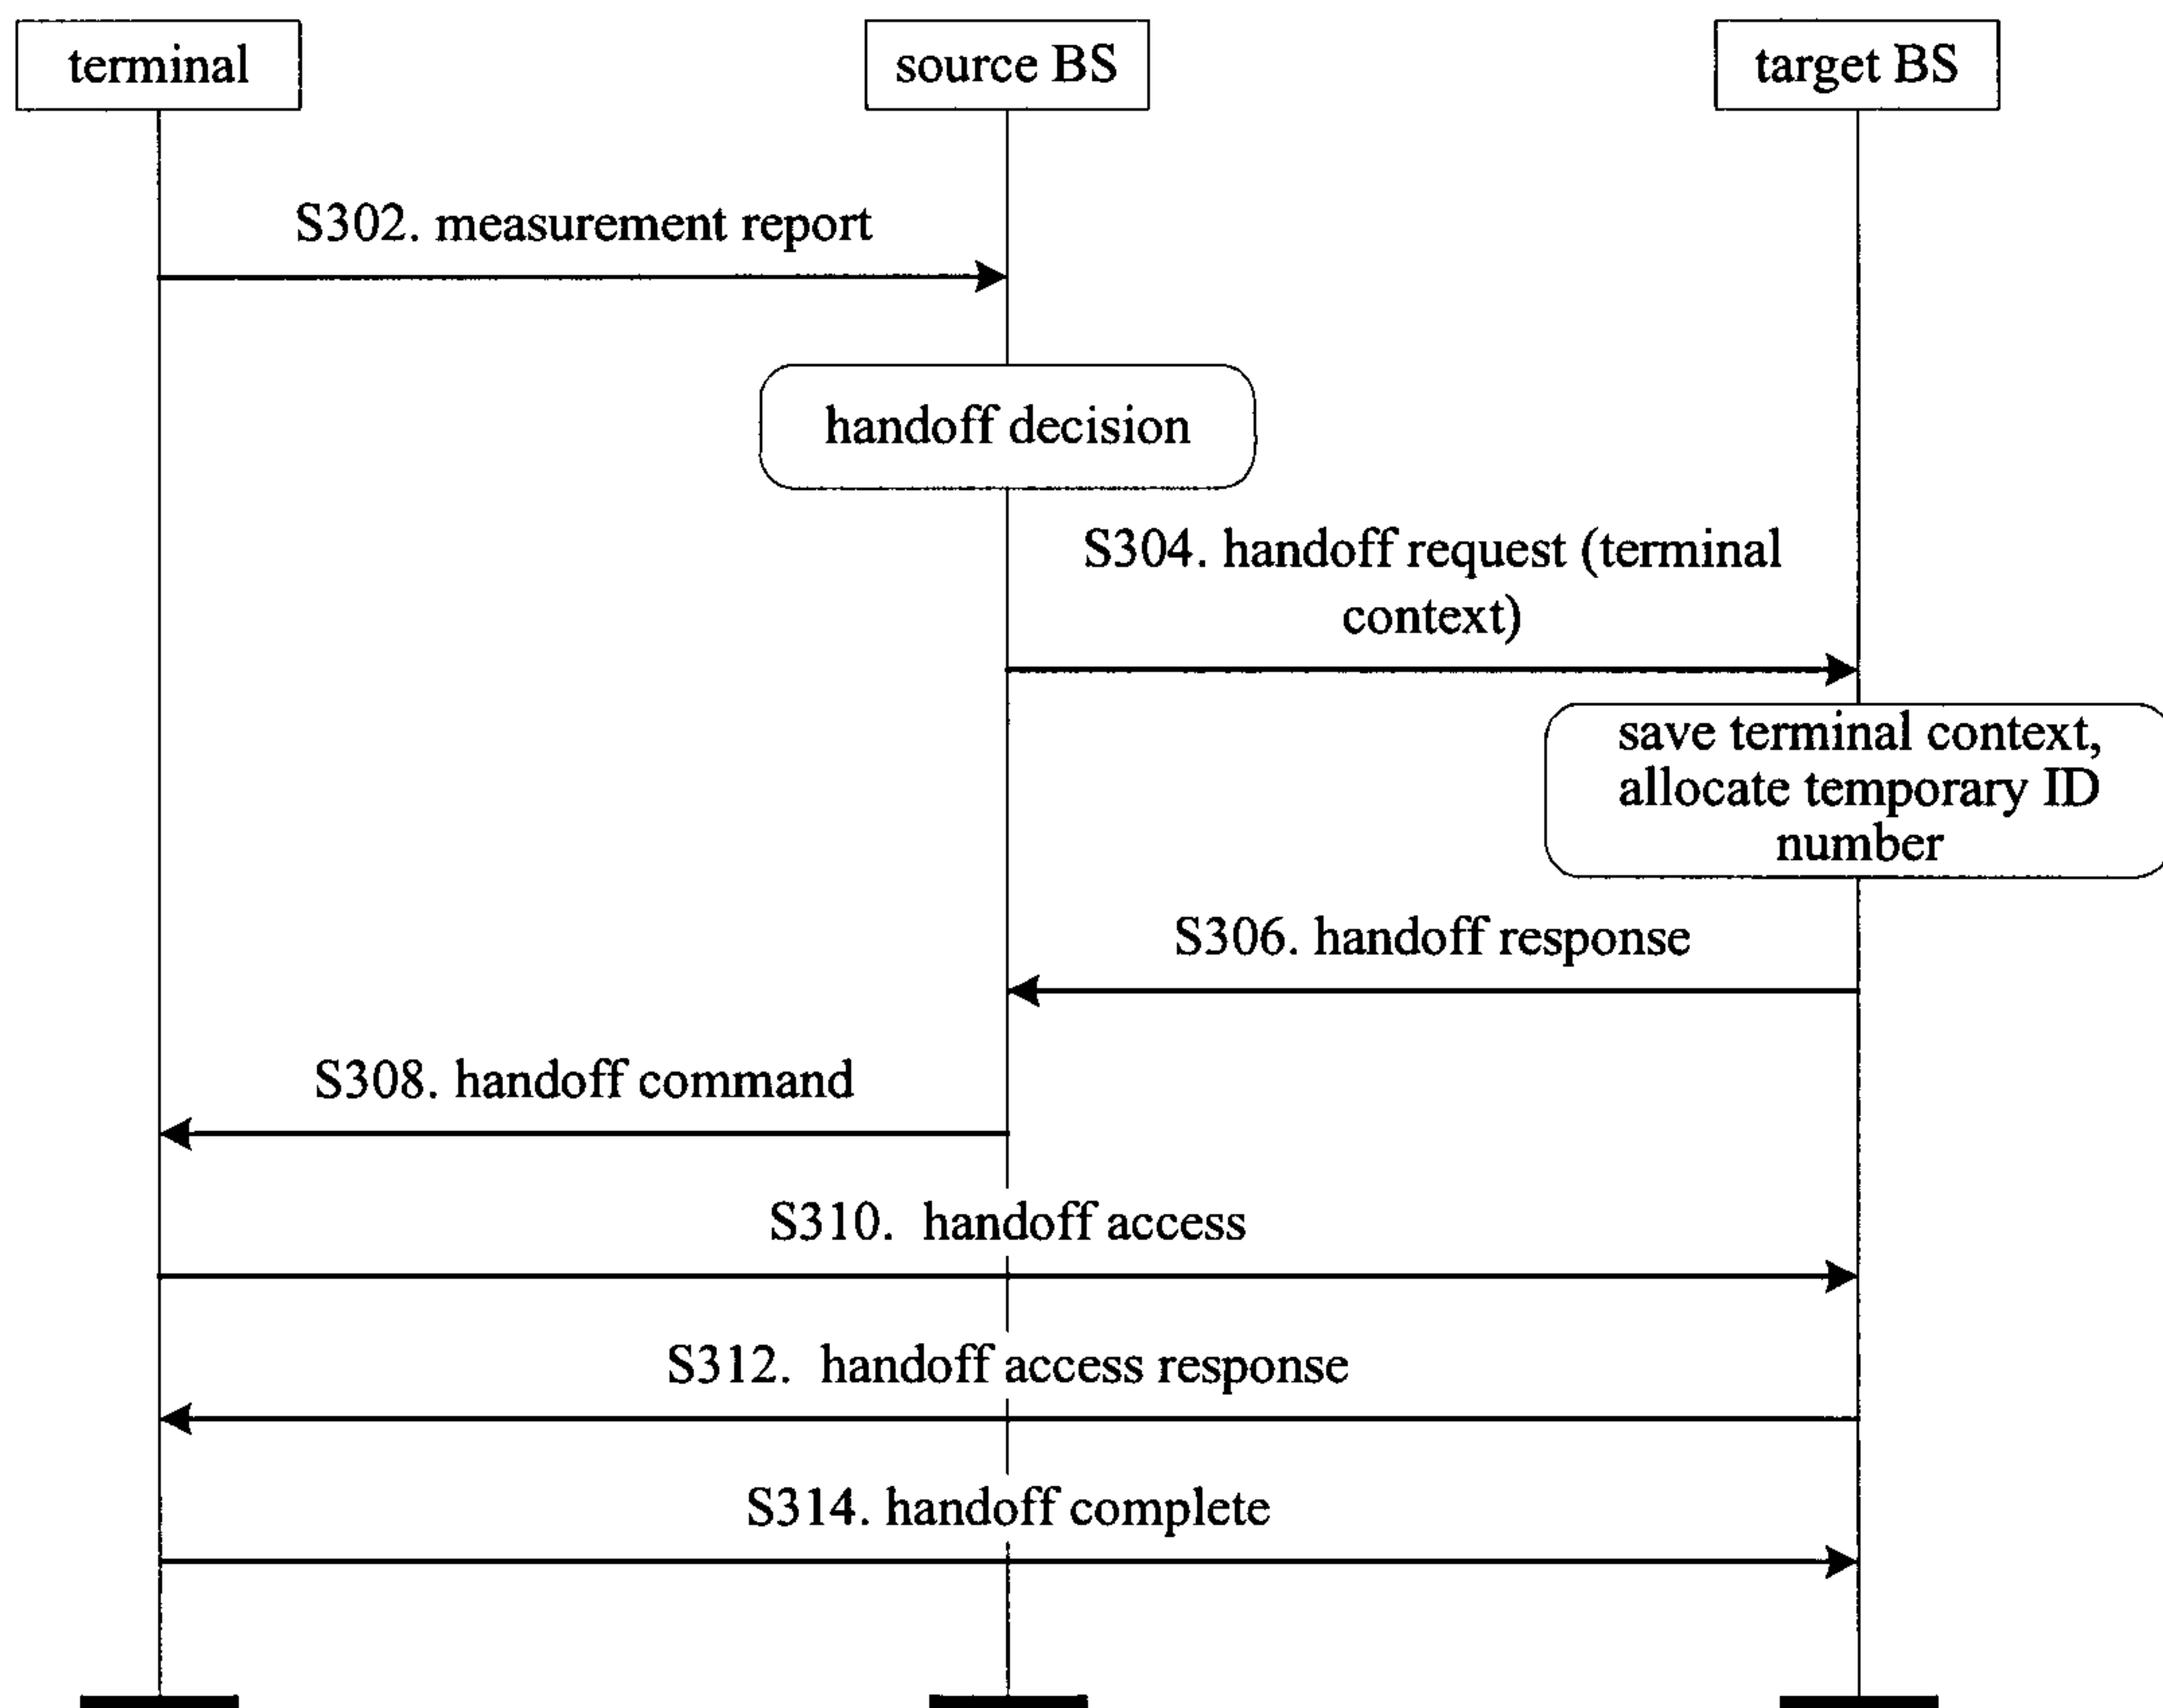 terminal
source BS
target BS
S302. measurement report
handoff decision
S304. handoff request (terminal
context)
save terminal context,
allocate temporary ID
number
S306. handoff response
S308. handoff command
S310. handoff access
S312. handoff access response
S314. handoff complete